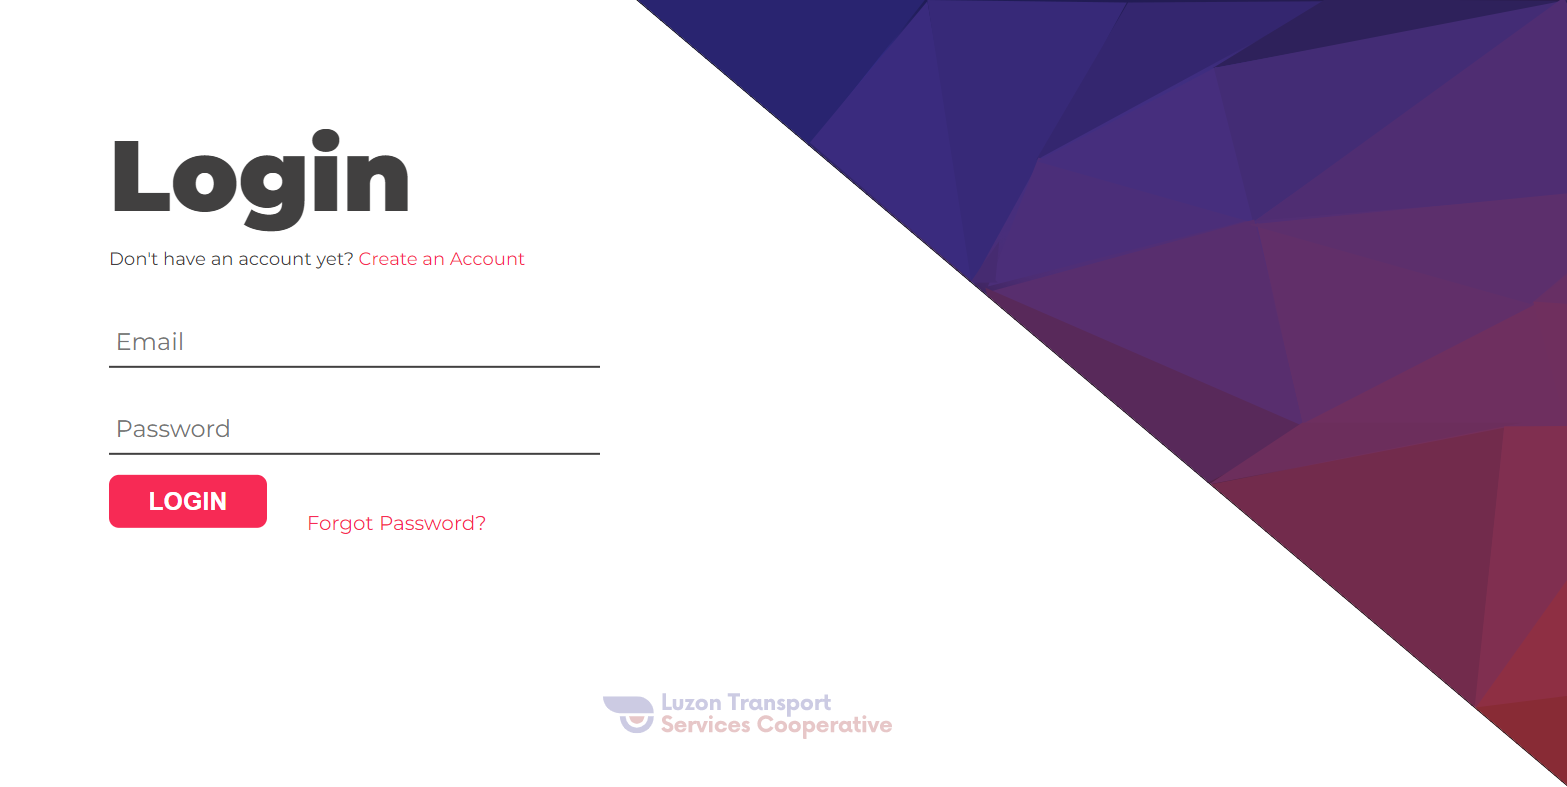 Login
Don't have an account yet? Create an Account
Email
Password
LOGIN
Forgot Password?
Luzon Transport
Services Cooperative